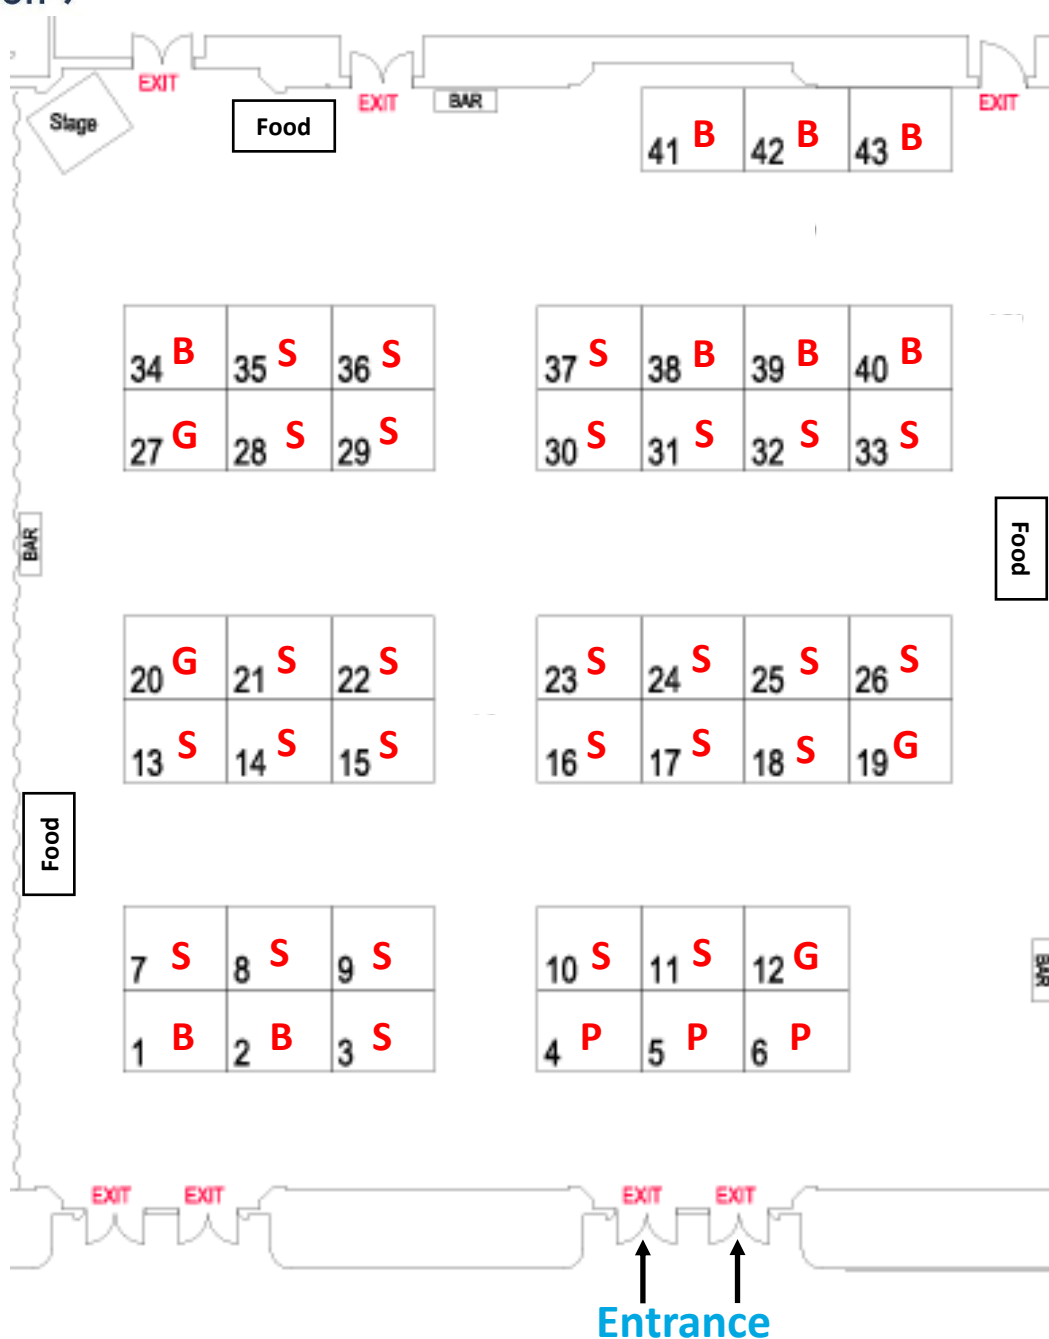 EXIT
EXIT
BAR
EXIT
Stage
Food
41 B
42 B
43 B
34 B
35 S
36 S
37 S
38 B
39 B
40 B
27 G
28 S
29 S
30 S
31 S
32 S
33 S
BAR
Food
20 G
21 S
22 S
23 S
24 S
25 S
26 S
13 S
14 S
15 S
16 S
17 S
18 S
19 G
Food
7 S
8 S
9 S
10 S
11 S
12 G
BAR
1 B
2 B
3 S
4 P
5 P
6 P
EXIT
EXIT
EXIT
EXIT
Entrance